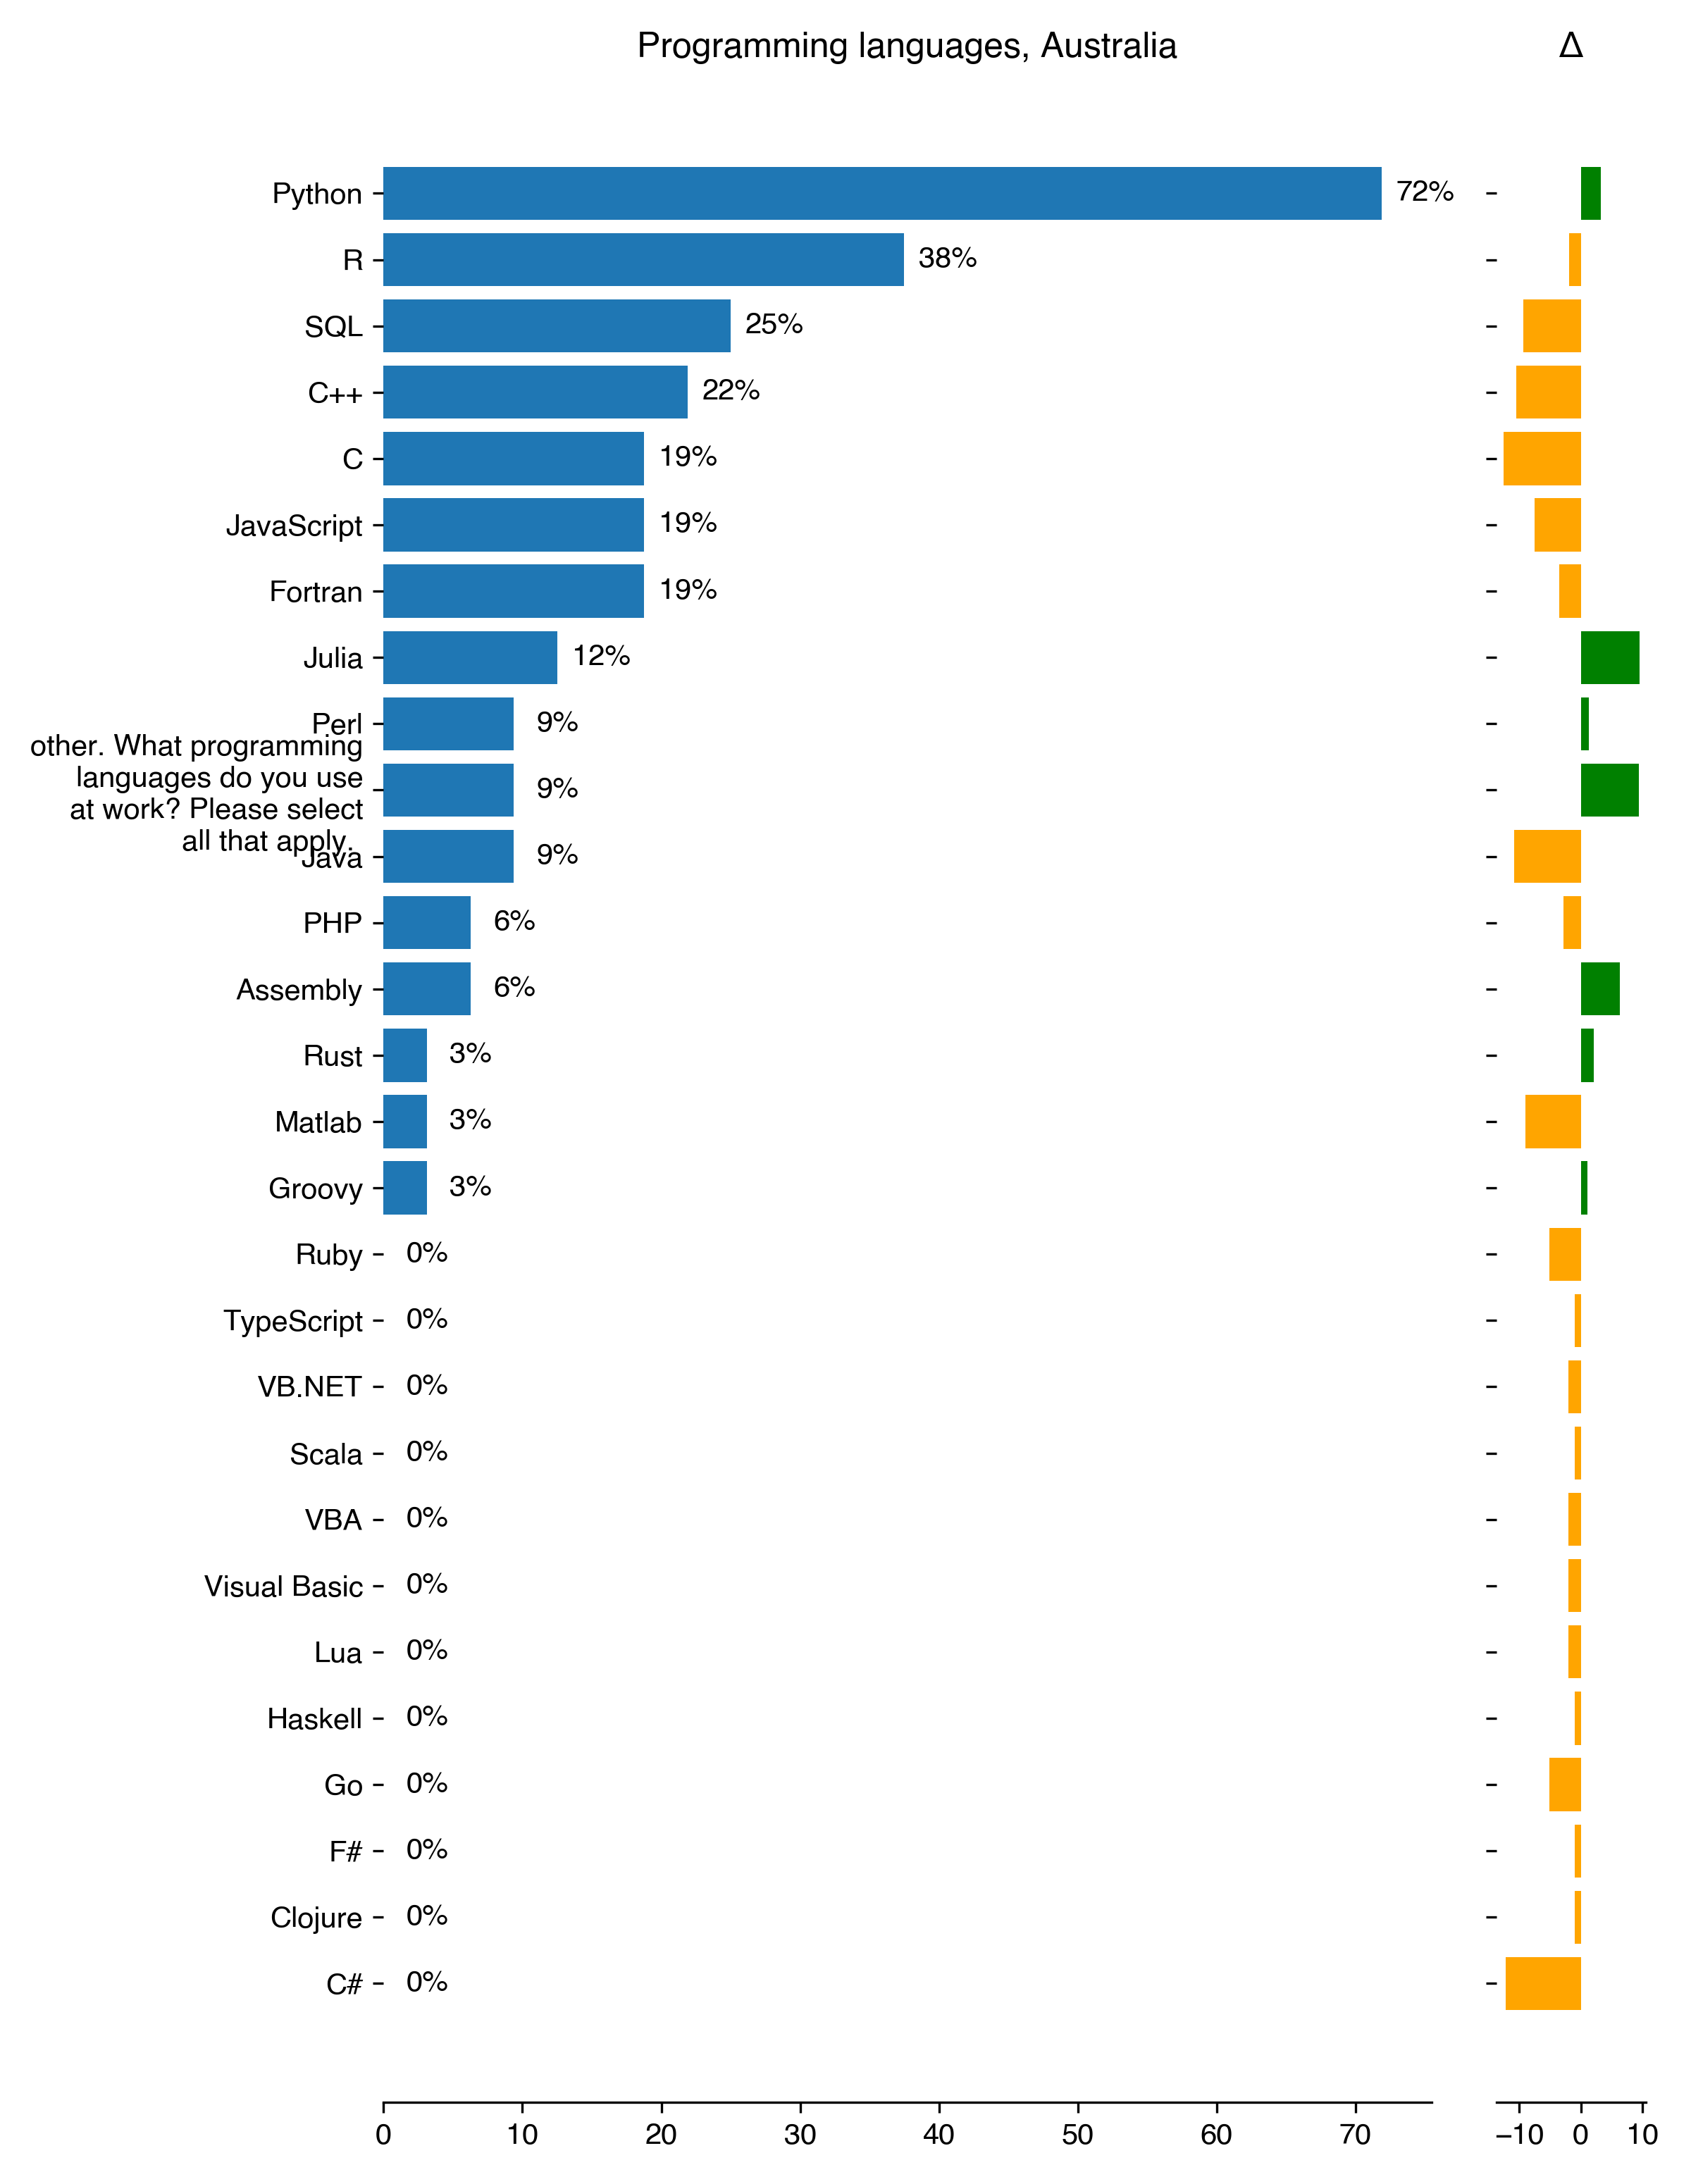 Programming languages, Australia Δ
Python 72%
R 38%
SQL 25%
C++ 22%
C 19%
JavaScript 19%
Fortran 19%
Julia 12%
Perl 9%
other. What programming
languages do you use
at work? Please select
all that apply. 9%
Java 9%
PHP 6%
Assembly 6%
Rust 3%
Matlab 3%
Groovy 3%
Ruby 0%
TypeScript 0%
VB.NET 0%
Scala 0%
VBA 0%
Visual Basic 0%
Lua 0%
Haskell 0%
Go 0%
F# 0%
Clojure 0%
C# 0%
0 10 20 30 40 50 60 70 −10 0 10